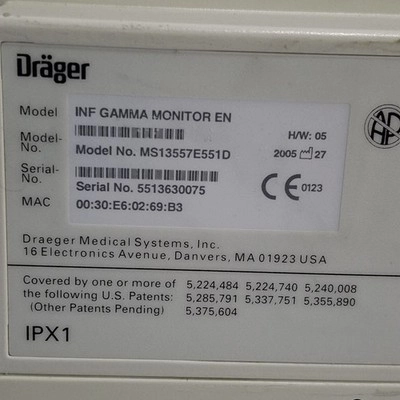 Dräger
Model INF GAMMA MONITOR EN
H/W: 05
Model-No. Model No. MS13557E551D
2005 27
Serial-No. Serial No. 5513630075
CE 0123
MAC 00:30:E6:02:69:B3
Draeger Medical Systems, Inc.
16 Electronics Avenue, Danvers, MA 01923 USA
Covered by one or more of 5,224,484 5,224,740 5,240,008
the following U.S. Patents: 5,285,791 5,337,751 5,355,890
(Other Patents Pending) 5,375,604
IPX1